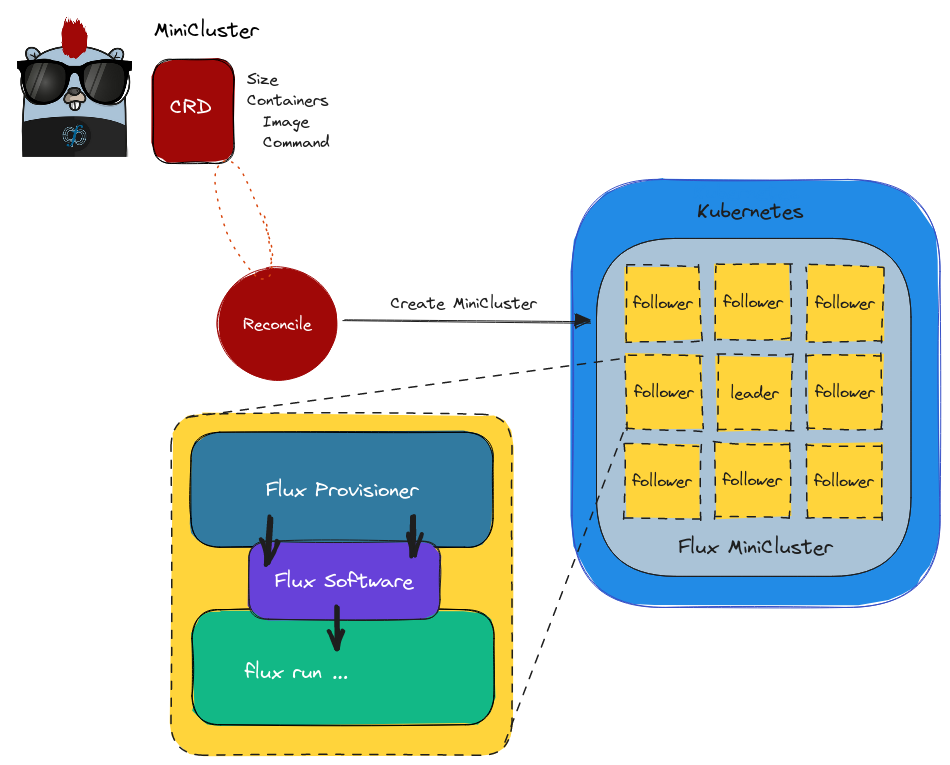 MiniCluster
CRD
Size
Containers
Image
Command
Reconcile
Create MiniCluster
Kubernetes
follower
follower
follower
follower
leader
follower
follower
follower
follower
Flux MiniCluster
Flux Provisioner
Flux Software
flux run ...